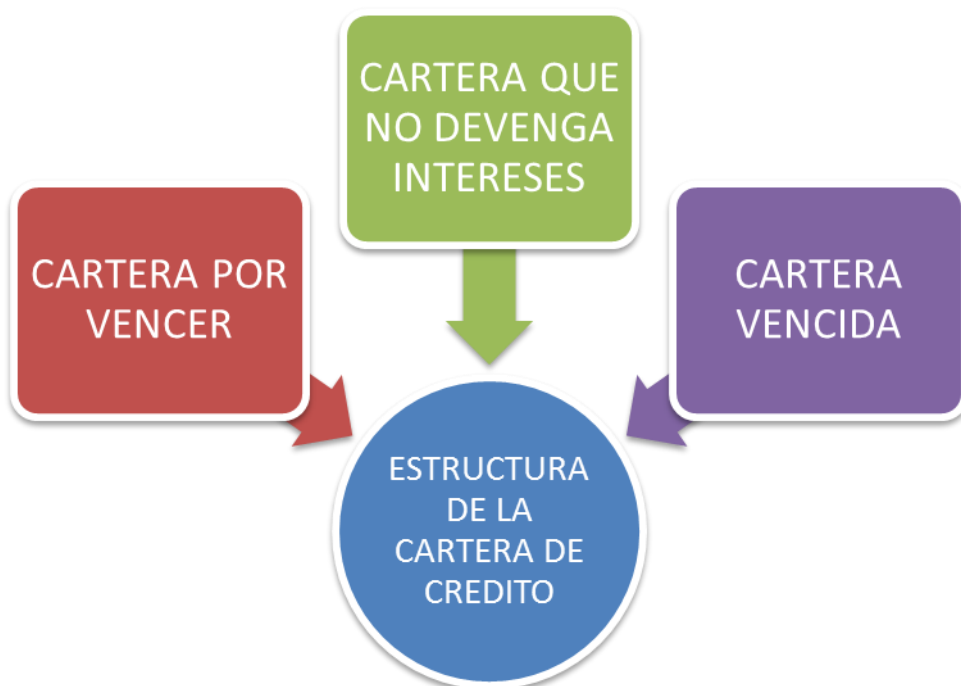 CARTERA QUE
NO DEVENGA
INTERESES
CARTERA POR
VENCER
CARTERA
VENCIDA
ESTRUCTURA
DE LA
CARTERA DE
CREDITO